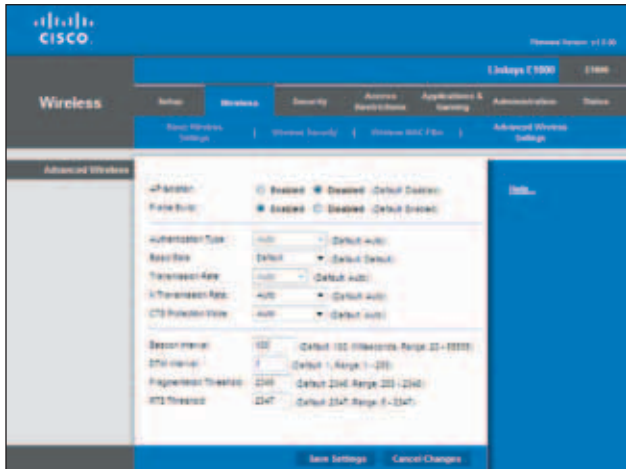 CISCO
Firmware Version: v1.0.00
Linksys E1000
E1000
Wireless
Setup
Wireless
Security
Access Restrictions
Applications & Gaming
Administration
Status
Basic Wireless Settings
Wireless Security
Wireless MAC Filter
Advanced Wireless Settings
Advanced Wireless
Help...
AP Isolation: Enabled Disabled (Default: Disabled)
Frame Burst: Enabled Disabled (Default: Enabled)
Authentication Type: Auto (Default: Auto)
Basic Rate: Default (Default: Default)
Transmission Rate: Auto (Default: Auto)
N Transmission Rate: Auto (Default: Auto)
CTS Protection Mode: Auto (Default: Auto)
Beacon Interval: 100 (Default: 100, Milliseconds, Range: 20 - 65535)
DTIM Interval: 1 (Default: 1, Range: 1 - 255)
Fragmentation Threshold: 2346 (Default: 2346, Range: 256 - 2346)
RTS Threshold: 2347 (Default: 2347, Range: 0 - 2347)
Save Settings
Cancel Changes